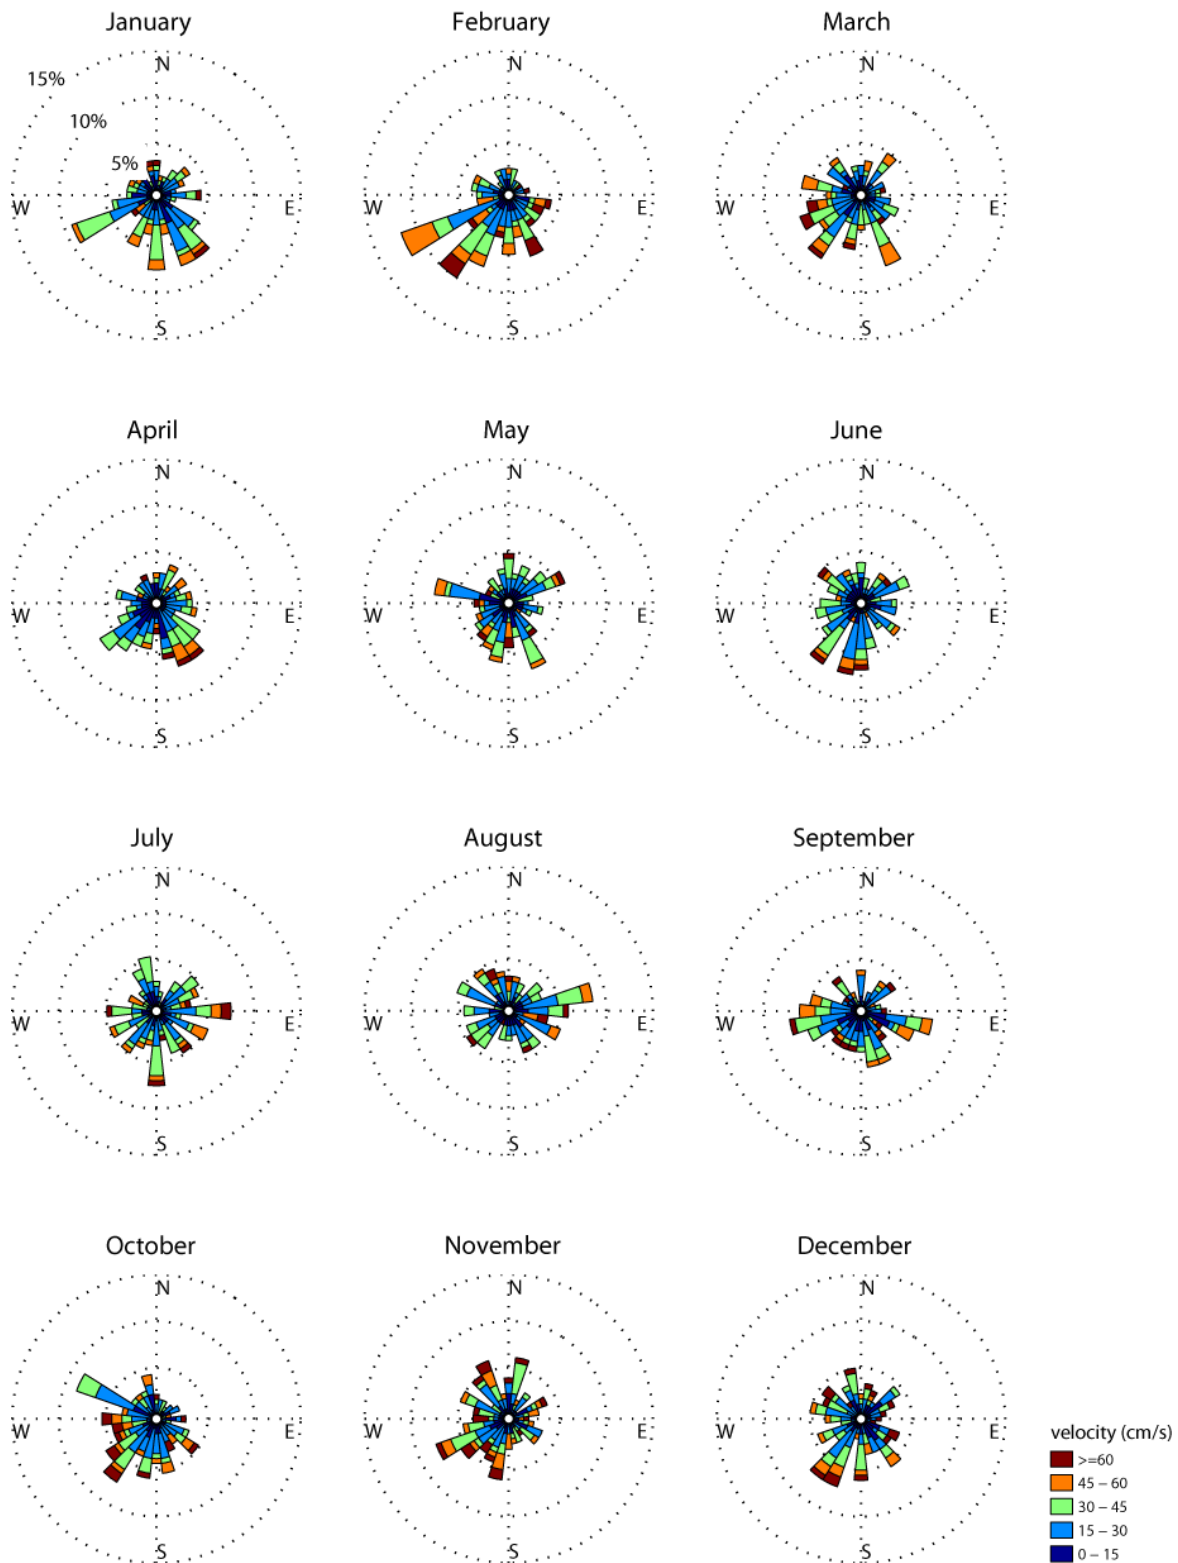 January February March
N N N
15%
10%
5%
W E W E W E
S S S
April May June
N N N
W E W E W E
S S S
July August September
N N N
W E W E W E
S S S
October November December
N N N
W E W E W E
velocity (cm/s)
>=60
45 – 60
30 – 45
15 – 30
S S S
0 – 15